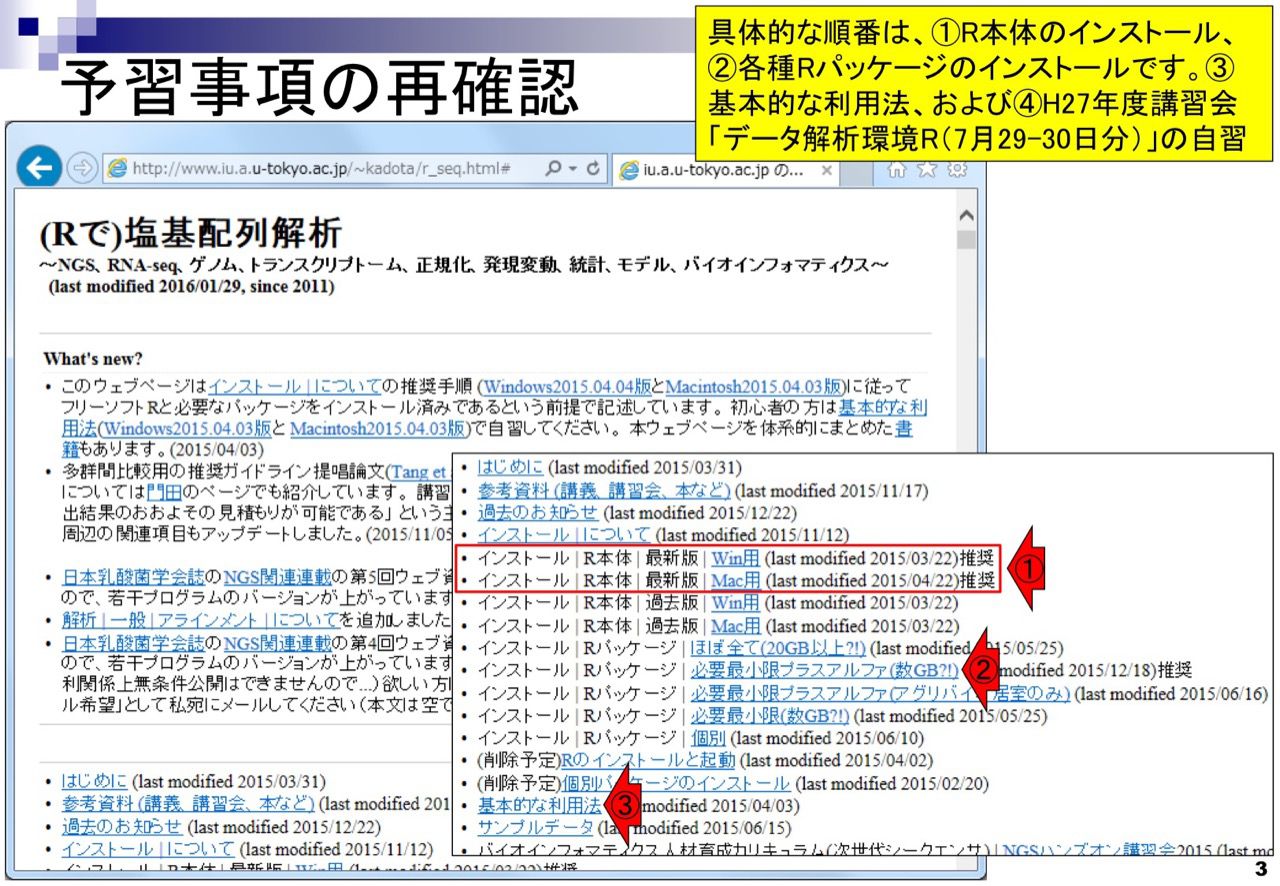 予習事項の再確認
具体的な順番は、①R本体のインストール、
②各種Rパッケージのインストールです。③
基本的な利用法、および④H27年度講習会
「データ解析環境R(7月29-30日分)」の自習
http://www.iu.a.u-tokyo.ac.jp/~kadota/r_seq.html#
iu.a.u-tokyo.ac.jp の...
(Rで)塩基配列解析
～NGS、RNA-seq、ゲノム、トランスクリプトーム、正規化、発現変動、統計、モデル、バイオインフォマティクス～
(last modified 2016/01/29, since 2011)
What's new?
• このウェブページはインストール | についての推奨手順 (Windows2015.04.04版とMacintosh2015.04.03版)に従って
フリーソフトRと必要なパッケージをインストール済みであるという前提で記述しています。初心者の方は基本的な利
用法(Windows2015.04.03版と Macintosh2015.04.03版)で自習してください。本ウェブページを体系的にまとめた書
籍もあります。(2015/04/03)
• 多群間比較用の推奨ガイドライン提唱論文(Tang et
については門田のページでも紹介しています。講習
出結果のおおよその見積もりが可能である」という
周辺の関連項目もアップデートしました。(2015/11/05
• 日本乳酸菌学会誌のNGS関連連載の第5回ウェブ
ので、若干プログラムのバージョンが上がっています
• 解析 | 一般 | アラインメント | についてを追加しました
• 日本乳酸菌学会誌のNGS関連連載の第4回ウェブ
ので、若干プログラムのバージョンが上がっています
利関係上無条件公開はできませんので...)欲しい方
ル希望」として私宛にメールしてください(本文は空で
• はじめに (last modified 2015/03/31)
• 参考資料 (講義、講習会、本など) (last modified 201
• 過去のお知らせ (last modified 2015/12/22)
• インストール | について (last modified 2015/11/12)
• インストール | R本体 | 最新版 | Win用 (last modified 2015/03/22)推奨
• はじめに (last modified 2015/03/31)
• 参考資料 (講義、講習会、本など) (last modified 2015/11/17)
• 過去のお知らせ (last modified 2015/12/22)
• インストール | について (last modified 2015/11/12)
• インストール | R本体 | 最新版 | Win用 (last modified 2015/03/22)推奨
• インストール | R本体 | 最新版 | Mac用 (last modified 2015/04/22)推奨
①
• インストール | R本体 | 過去版 | Win用 (last modified 2015/03/22)
• インストール | R本体 | 過去版 | Mac用 (last modified 2015/03/22)
• インストール | Rパッケージ | ほぼ全て(20GB以上?!) (last modified 2015/05/25)
• インストール | Rパッケージ | 必要最小限プラスアルファ(数GB?!) ② modified 2015/12/18)推奨
• インストール | Rパッケージ | 必要最小限プラスアルファ(アグリバイオ居室のみ) (last modified 2015/06/16)
• インストール | Rパッケージ | 必要最小限(数GB?!) (last modified 2015/05/25)
• インストール | Rパッケージ | 個別 (last modified 2015/06/10)
• (削除予定)Rのインストールと起動 (last modified 2015/04/02)
• (削除予定)個別パッケージのインストール (last modified 2015/02/20)
• 基本的な利用法 ③ modified 2015/04/03)
• サンプルデータ (last modified 2015/06/15)
• バイオインフォマティクス人材育成カリキュラム(次世代シークエンサ) | NGSハンズオン講習会2015 (last mo
3